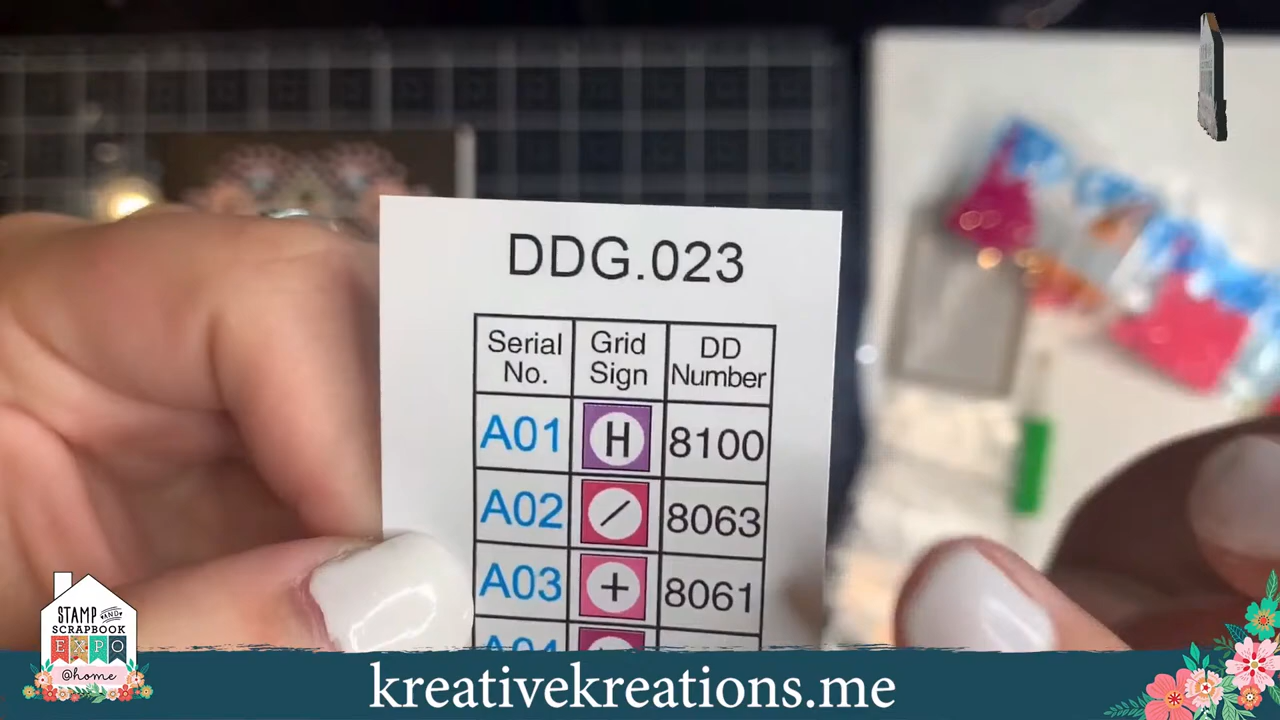 DDG.023
Serial No.
Grid Sign
DD Number
A01 H 8100
A02 / 8063
A03 + 8061
A04
STAMP AND
SCRAPBOOK
EXPO
@home
kreativekreations.me